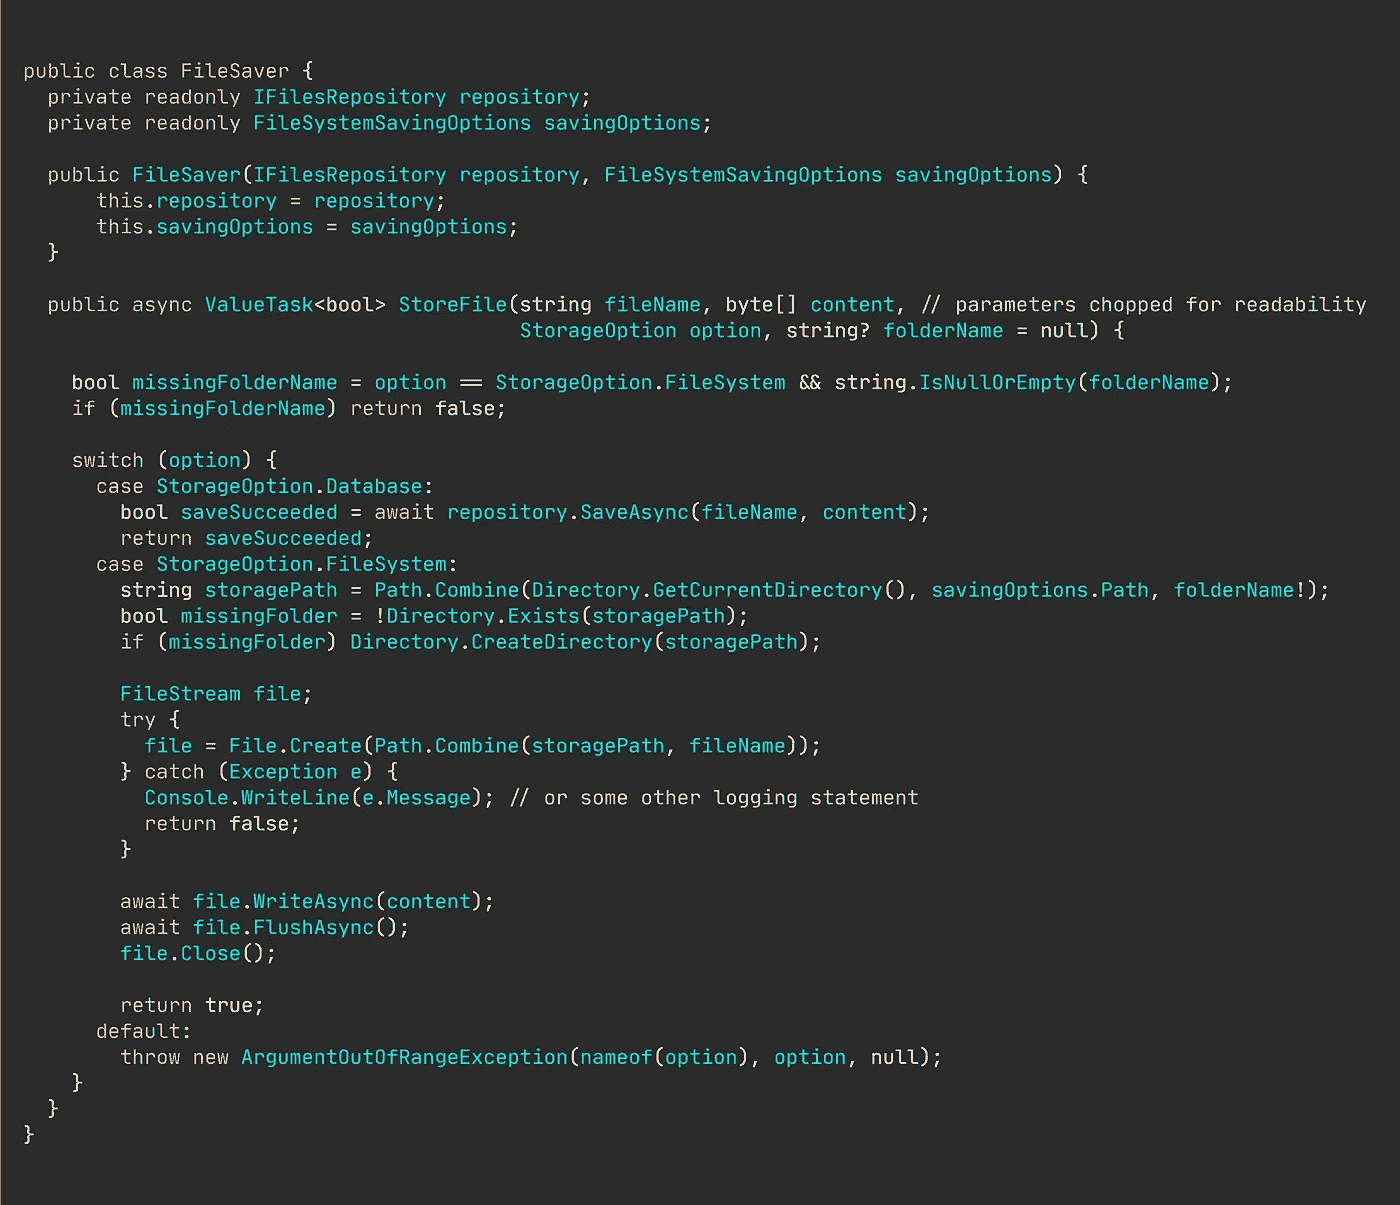 public class FileSaver {
  private readonly IFilesRepository repository;
  private readonly FileSystemSavingOptions savingOptions;

  public FileSaver(IFilesRepository repository, FileSystemSavingOptions savingOptions) {
      this.repository = repository;
      this.savingOptions = savingOptions;
  }

  public async ValueTask<bool> StoreFile(string fileName, byte[] content, // parameters chopped for readability
                                         StorageOption option, string? folderName = null) {

    bool missingFolderName = option == StorageOption.FileSystem && string.IsNullOrEmpty(folderName);
    if (missingFolderName) return false;

    switch (option) {
      case StorageOption.Database:
        bool saveSucceeded = await repository.SaveAsync(fileName, content);
        return saveSucceeded;
      case StorageOption.FileSystem:
        string storagePath = Path.Combine(Directory.GetCurrentDirectory(), savingOptions.Path, folderName!);
        bool missingFolder = !Directory.Exists(storagePath);
        if (missingFolder) Directory.CreateDirectory(storagePath);

        FileStream file;
        try {
          file = File.Create(Path.Combine(storagePath, fileName));
        } catch (Exception e) {
          Console.WriteLine(e.Message); // or some other logging statement
          return false;
        }

        await file.WriteAsync(content);
        await file.FlushAsync();
        file.Close();

        return true;
      default:
        throw new ArgumentOutOfRangeException(nameof(option), option, null);
    }
  }
}